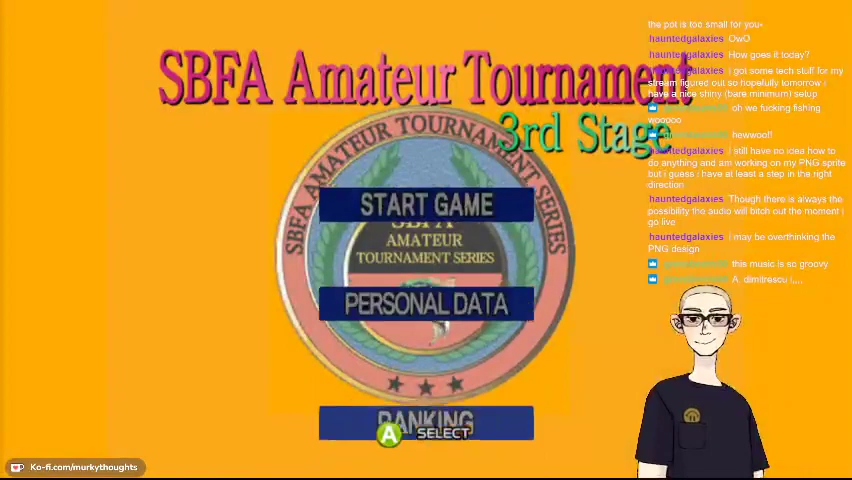 the pot is too small for you-
SBFA Amateur Tournament
3rd Stage
SBFA AMATEUR TOURNAMENT SERIES
START GAME
SBFA
AMATEUR
TOURNAMENT SERIES
PERSONAL DATA
RANKING
A SELECT
Ko-fi.com/murkythoughts
hauntedgalaxies OwO
hauntedgalaxies How goes it today?
hauntedgalaxies I got some tech stuff for my
stream figured out so hopefully tomorrow i
have a nice shiny (bare minimum) setup
oh we fucking fishing
woooo
hewwoo!!
hauntedgalaxies I still have no idea how to
do anything and am working on my PNG sprite
but i guess i have at least a step in the right
direction
hauntedgalaxies Though there is always the
possibility the audio will bitch out the moment i
go live
hauntedgalaxies I may be overthinking the
PNG design
this music is so groovy
A. dimitrescu